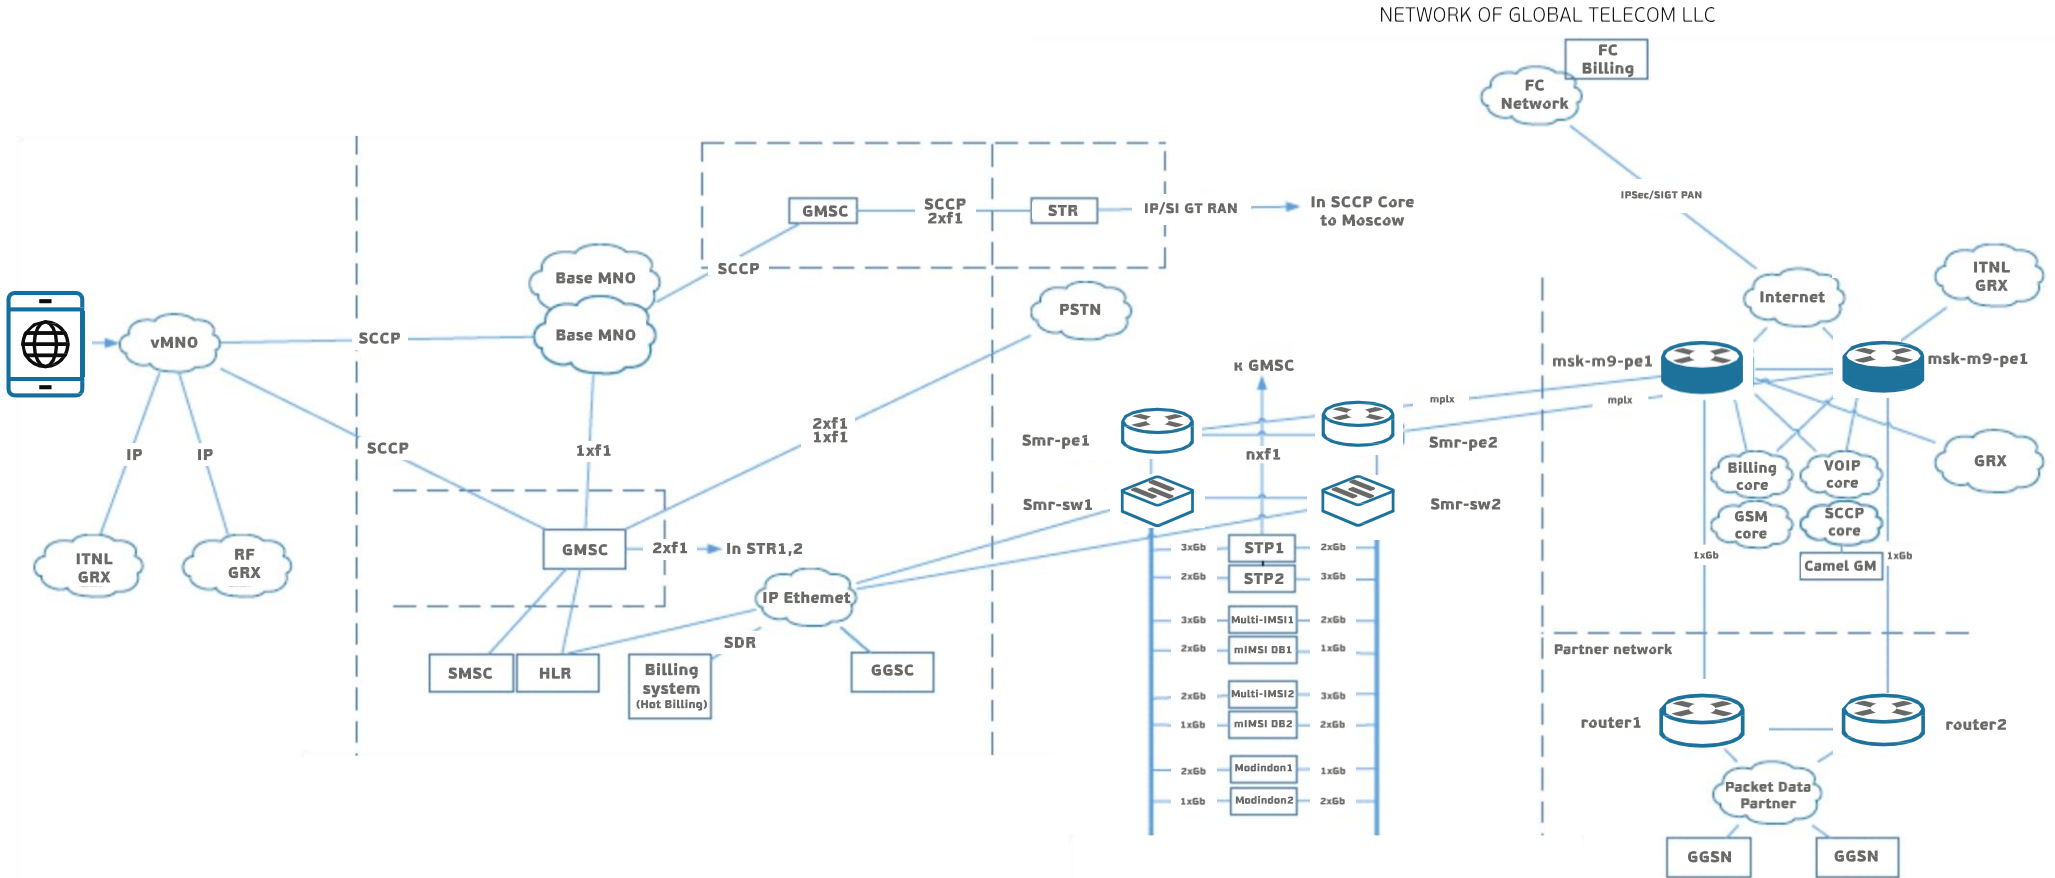 NETWORK OF GLOBAL TELECOM LLC
FC
Billing
FC
Network
IPSec/SIGT PAN
Internet
ITNL
GRX
msk-m9-pe1
msk-m9-pe1
GRX
Billing
core
VOIP
core
GSM
core
SCCP
core
Camel GM
1xGb
1xGb
Partner network
router1
router2
Packet Data
Partner
GGSN
GGSN
GMSC
SCCP
2xf1
STR
IP/SI GT RAN
In SCCP Core
to Moscow
SCCP
Base MNO
Base MNO
PSTN
vMNO
SCCP
SCCP
IP
IP
ITNL
GRX
RF
GRX
1xf1
2xf1
1xf1
GMSC
2xf1
In STR1,2
SMSC
HLR
Billing
system
(Hot Billing)
SDR
IP Ethemet
GGSC
к GMSC
nxf1
Smr-pe1
Smr-pe2
mplx
mplx
Smr-sw1
Smr-sw2
3xGb
STP1
2xGb
2xGb
STP2
3xGb
3xGb
Multi-IMSI1
2xGb
2xGb
mIMSI DB1
1xGb
2xGb
Multi-IMSI2
3xGb
1xGb
mIMSI DB2
2xGb
2xGb
Modindon1
1xGb
1xGb
Modindon2
2xGb